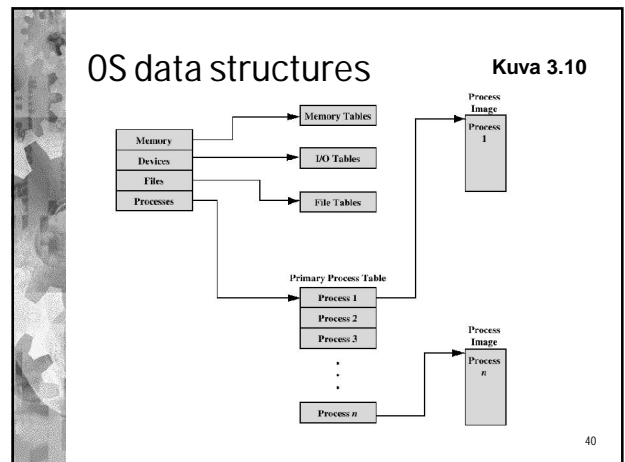 OS data structures
Kuva 3.10
Memory
Devices
Files
Processes
Memory Tables
I/O Tables
File Tables
Primary Process Table
Process 1
Process 2
Process 3
.
.
.
Process n
Process
Image
Process
1
Process
Image
Process
n
40